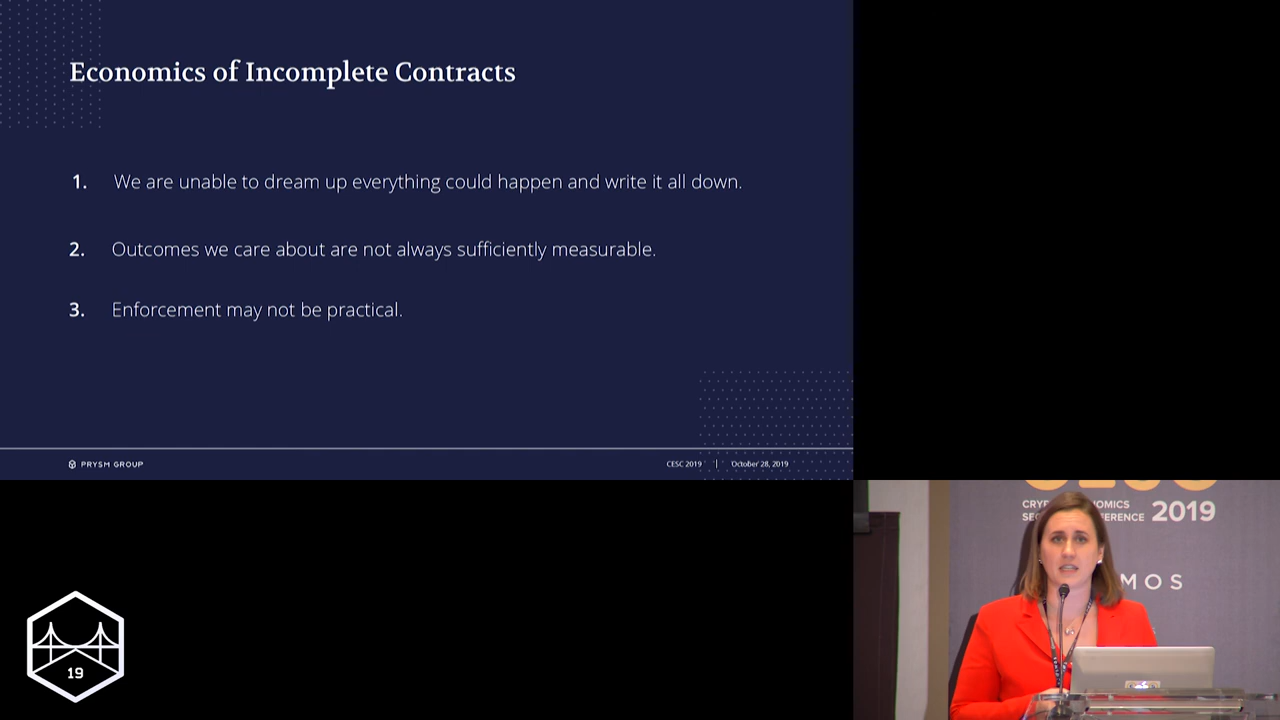 Economics of Incomplete Contracts
1. We are unable to dream up everything could happen and write it all down.
2. Outcomes we care about are not always sufficiently measurable.
3. Enforcement may not be practical.
PRYSM GROUP
CESC 2019 | October 28, 2019
2019
MOS
19